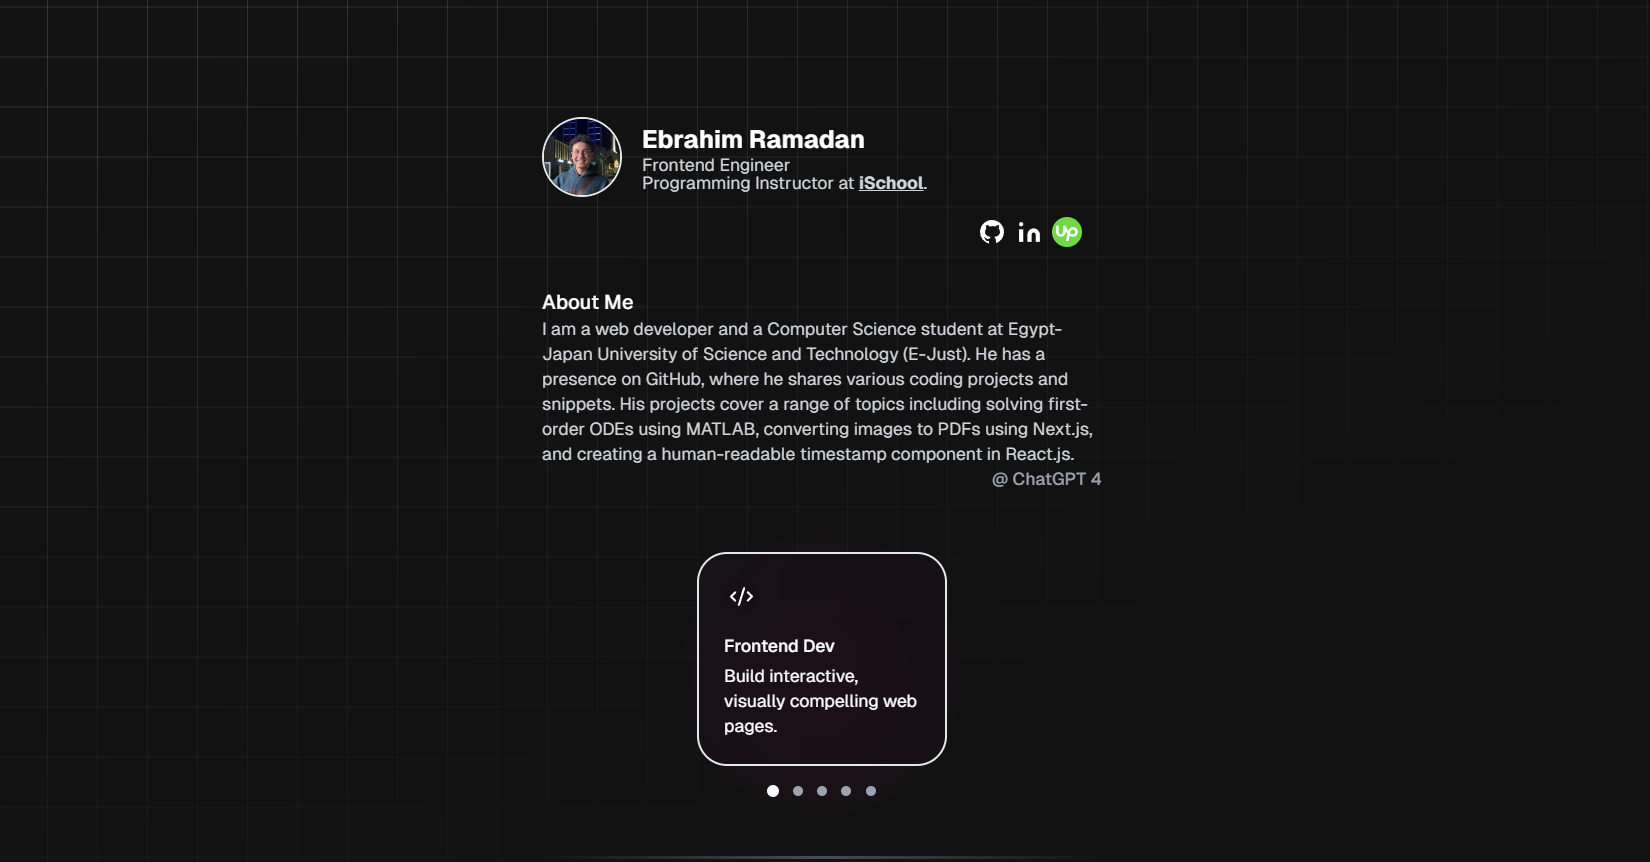 Ebrahim Ramadan
Frontend Engineer
Programming Instructor at iSchool.
in Up
About Me
I am a web developer and a Computer Science student at Egypt-
Japan University of Science and Technology (E-Just). He has a
presence on GitHub, where he shares various coding projects and
snippets. His projects cover a range of topics including solving first-
order ODEs using MATLAB, converting images to PDFs using Next.js,
and creating a human-readable timestamp component in React.js.
@ ChatGPT 4
</>
Frontend Dev
Build interactive,
visually compelling web
pages.